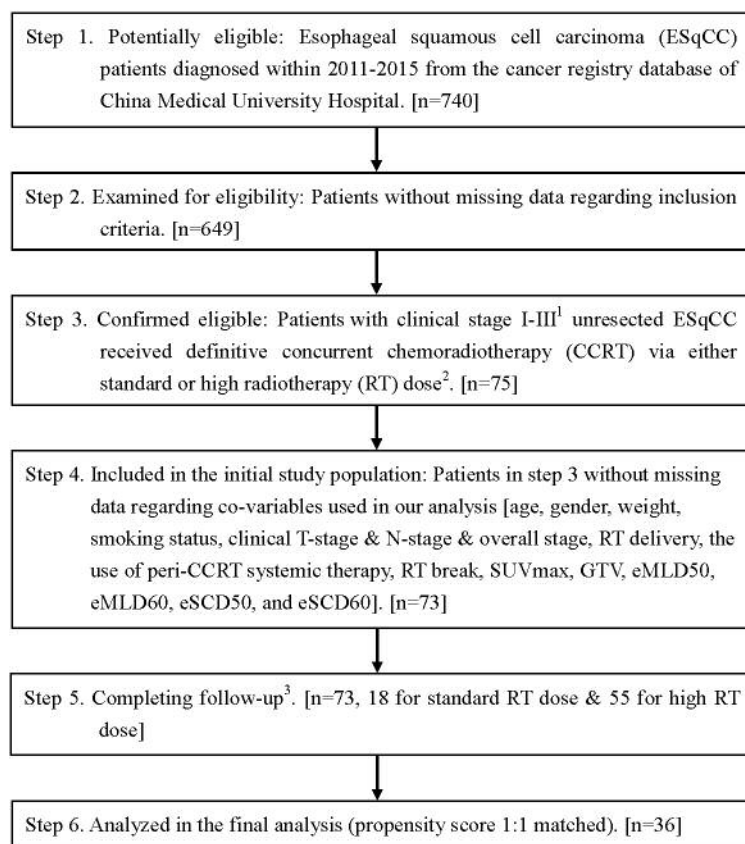 Step 1. Potentially eligible: Esophageal squamous cell carcinoma (ESqCC)
patients diagnosed within 2011-2015 from the cancer registry database of
China Medical University Hospital. [n=740]
Step 2. Examined for eligibility: Patients without missing data regarding inclusion
criteria. [n=649]
Step 3. Confirmed eligible: Patients with clinical stage I-III¹ unresected ESqCC
received definitive concurrent chemoradiotherapy (CCRT) via either
standard or high radiotherapy (RT) dose². [n=75]
Step 4. Included in the initial study population: Patients in step 3 without missing
data regarding co-variables used in our analysis [age, gender, weight,
smoking status, clinical T-stage & N-stage & overall stage, RT delivery, the
use of peri-CCRT systemic therapy, RT break, SUVmax, GTV, eMLD50,
eMLD60, eSCD50, and eSCD60]. [n=73]
Step 5. Completing follow-up³. [n=73, 18 for standard RT dose & 55 for high RT
dose]
Step 6. Analyzed in the final analysis (propensity score 1:1 matched). [n=36]